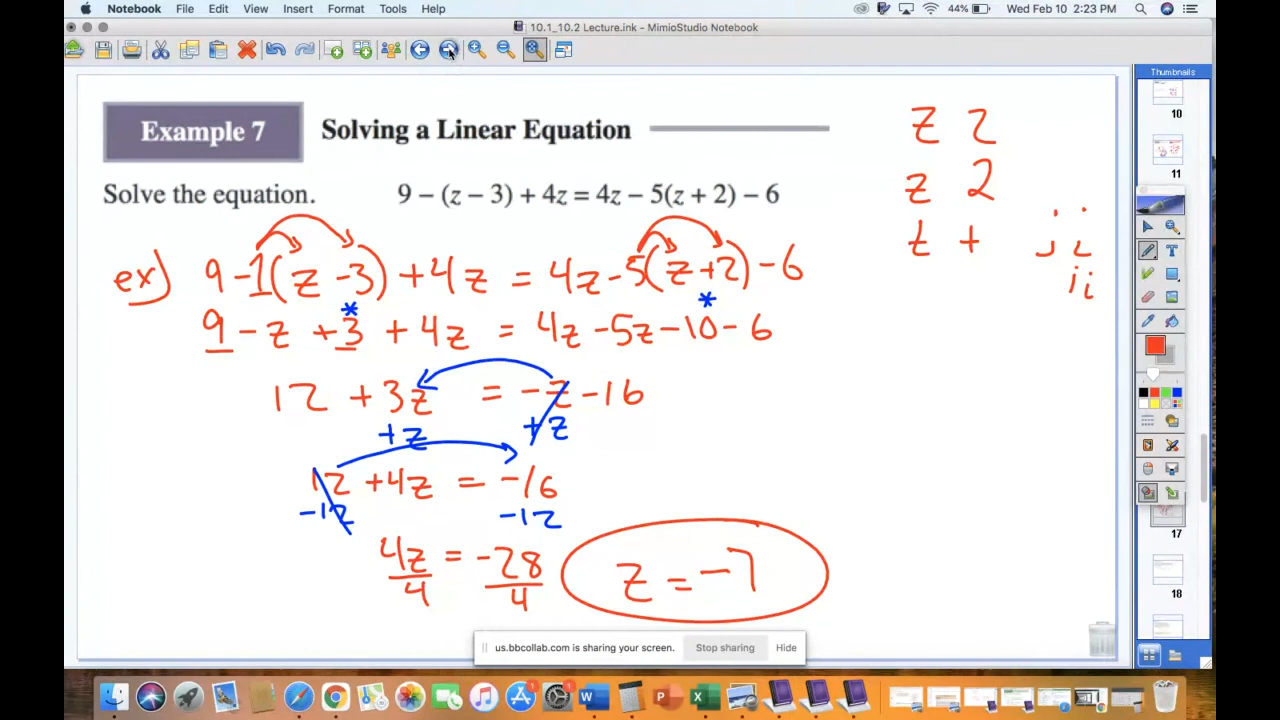 Notebook File Edit View Insert Format Tools Help 44% Wed Feb 10 2:23 PM
10.1_10.2 Lecture.ink - MimioStudio Notebook
Thumbnails
10
11
17
18
Example 7 Solving a Linear Equation
Solve the equation. 9 − (z − 3) + 4z = 4z − 5(z + 2) − 6
z 2
z 2
t +
j i
i i
ex) 9 -1(z -3) +4z = 4z -5(z +2) -6
* *
9 - z +3 + 4z = 4z -5z -10 -6
12 +3z = -z -16
+z +z
12 +4z = -16
-12 -12
4z = -28
4 4
z = -7
us.bbcollab.com is sharing your screen. Stop sharing Hide